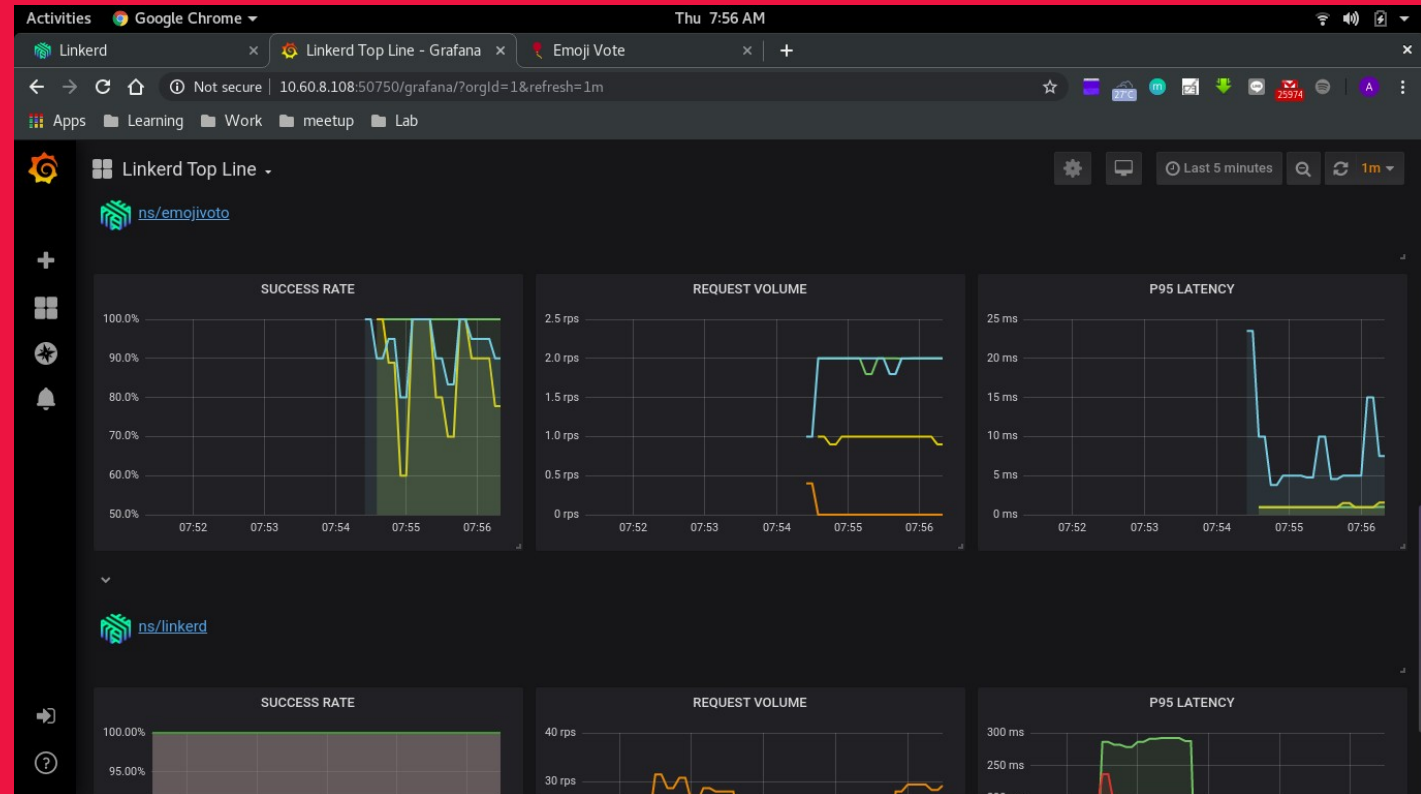 Activities Google Chrome Thu 7:56 AM
Linkerd Linkerd Top Line - Grafana Emoji Vote
Not secure 10.60.8.108:50750/grafana/?orgId=1&refresh=1m 27°C 25974 A
Apps Learning Work meetup Lab
Linkerd Top Line Last 5 minutes 1m
ns/emojivoto
SUCCESS RATE
100.0%
90.0%
80.0%
70.0%
60.0%
50.0%
07:52 07:53 07:54 07:55 07:56
REQUEST VOLUME
2.5 rps
2.0 rps
1.5 rps
1.0 rps
0.5 rps
0 rps
07:52 07:53 07:54 07:55 07:56
P95 LATENCY
25 ms
20 ms
15 ms
10 ms
5 ms
0 ms
07:52 07:53 07:54 07:55 07:56
ns/linkerd
SUCCESS RATE
100.00%
95.00%
REQUEST VOLUME
40 rps
30 rps
P95 LATENCY
300 ms
250 ms